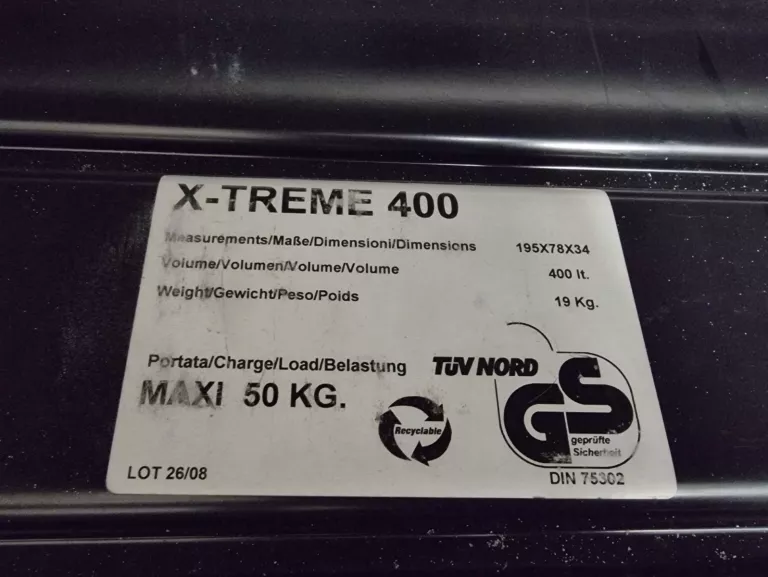 X-TREME 400
Measurements/Maße/Dimensioni/Dimensions 195X78X34
Volume/Volumen/Volume/Volume 400 lt.
Weight/Gewicht/Peso/Poids 19 Kg.
Portata/Charge/Load/Belastung
MAXI 50 KG.
TÜV NORD
Recyclable
GS
geprüfte
Sicherheit
LOT 26/08
DIN 75302